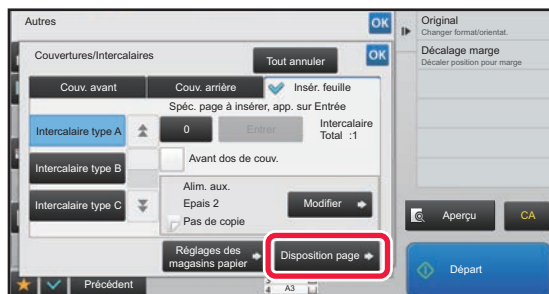 Autres
OK
Original
Changer format/orientat.
Décalage marge
Décaler position pour marge
Couvertures/Intercalaires
Tout annuler
OK
Couv. avant
Couv. arrière
Insér. feuille
Spéc. page à insérer, app. sur Entrée
Intercalaire type A
0
Entrer
Intercalaire
Total :1
Intercalaire type B
Avant dos de couv.
Intercalaire type C
Alim. aux.
Epais 2
Pas de copie
Modifier
Aperçu
CA
Réglages des
magasins papier
Disposition page
Départ
Précédent
4
A3